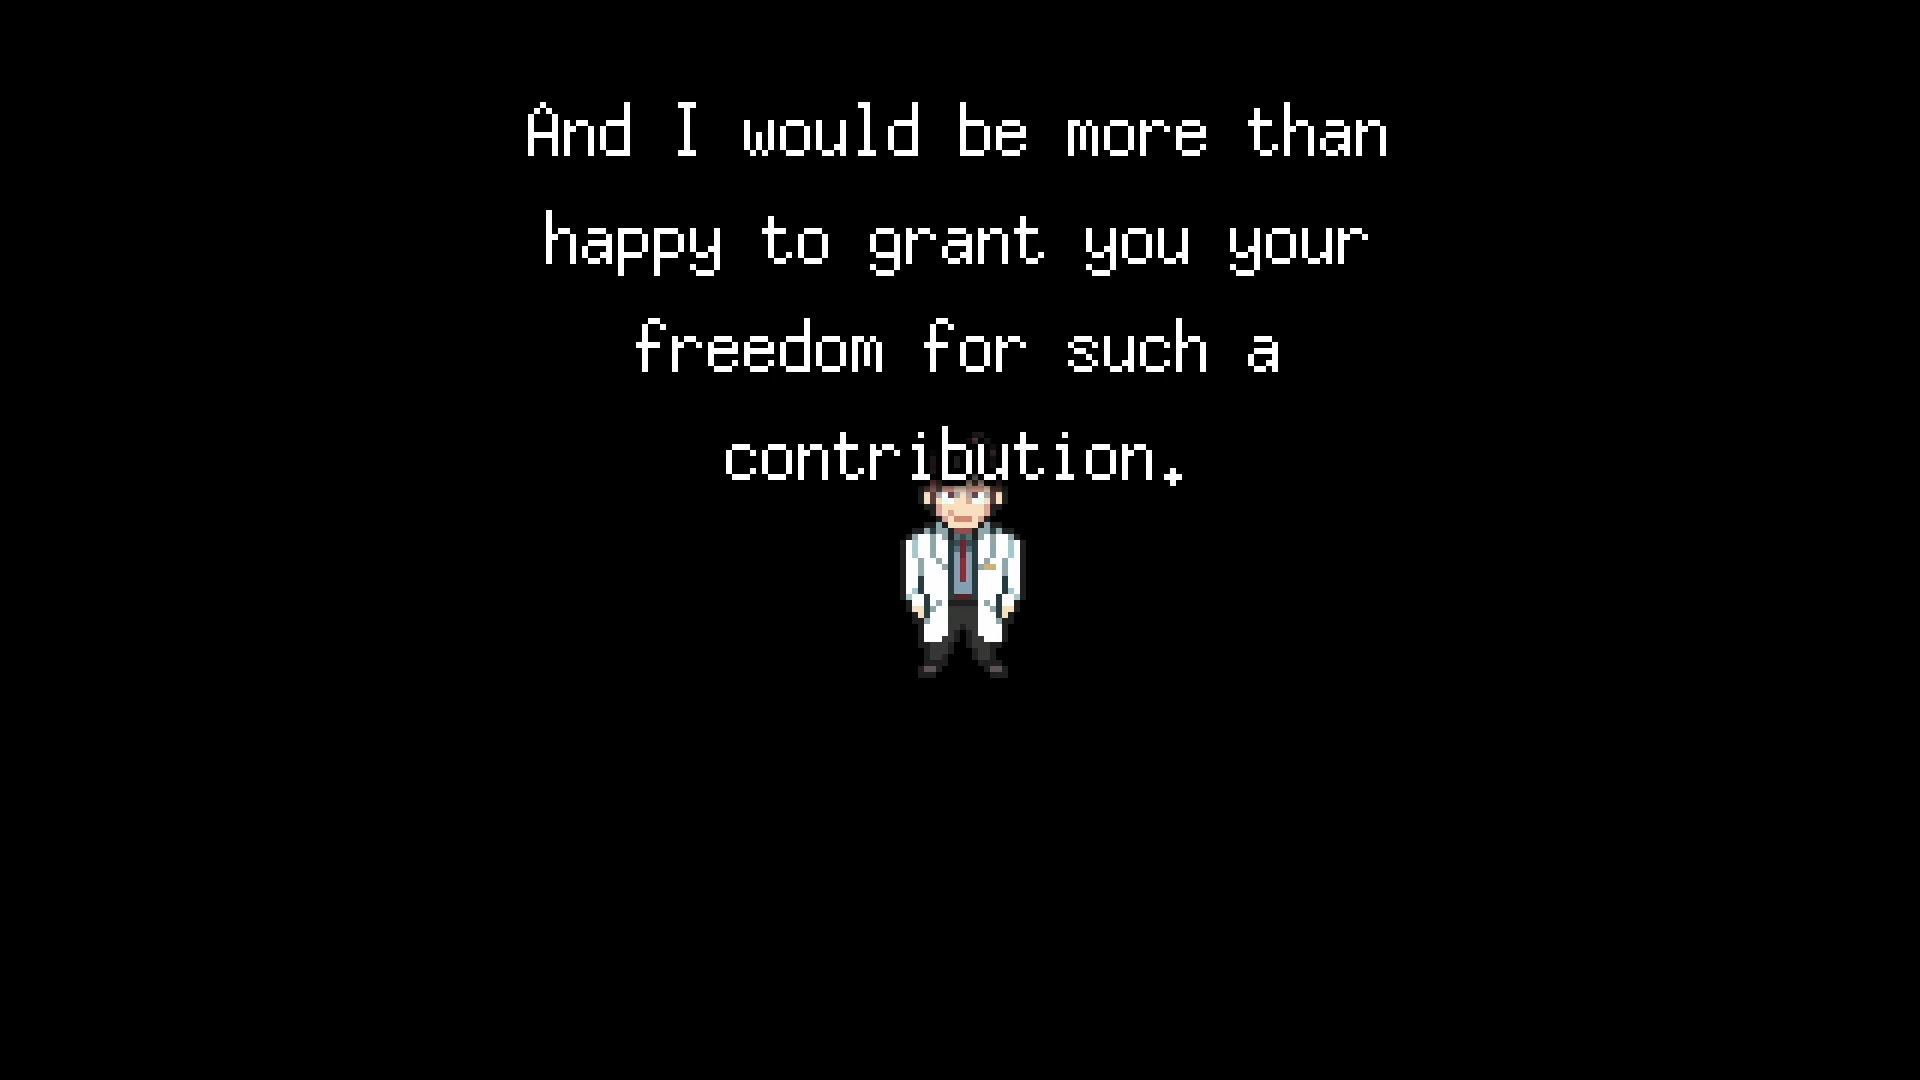 And I would be more than
happy to grant you your
freedom for such a
contribution.